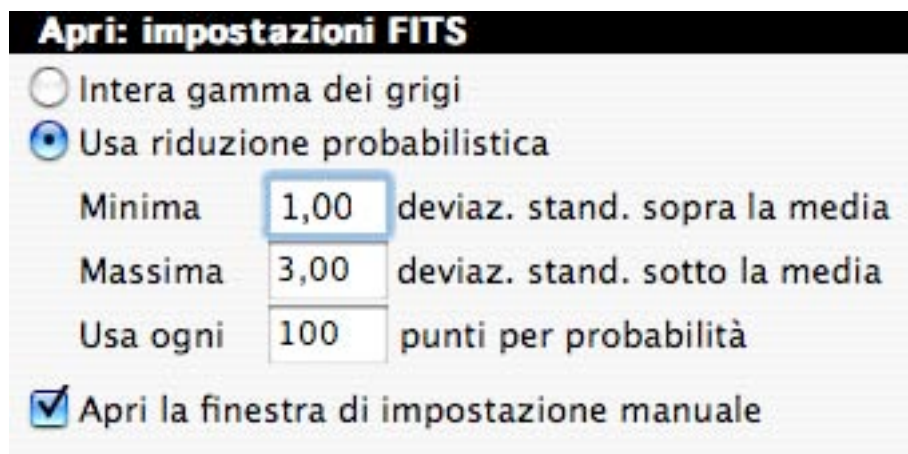 Apri: impostazioni FITS
Intera gamma dei grigi
Usa riduzione probabilistica
Minima 1,00 deviaz. stand. sopra la media
Massima 3,00 deviaz. stand. sotto la media
Usa ogni 100 punti per probabilità
Apri la finestra di impostazione manuale